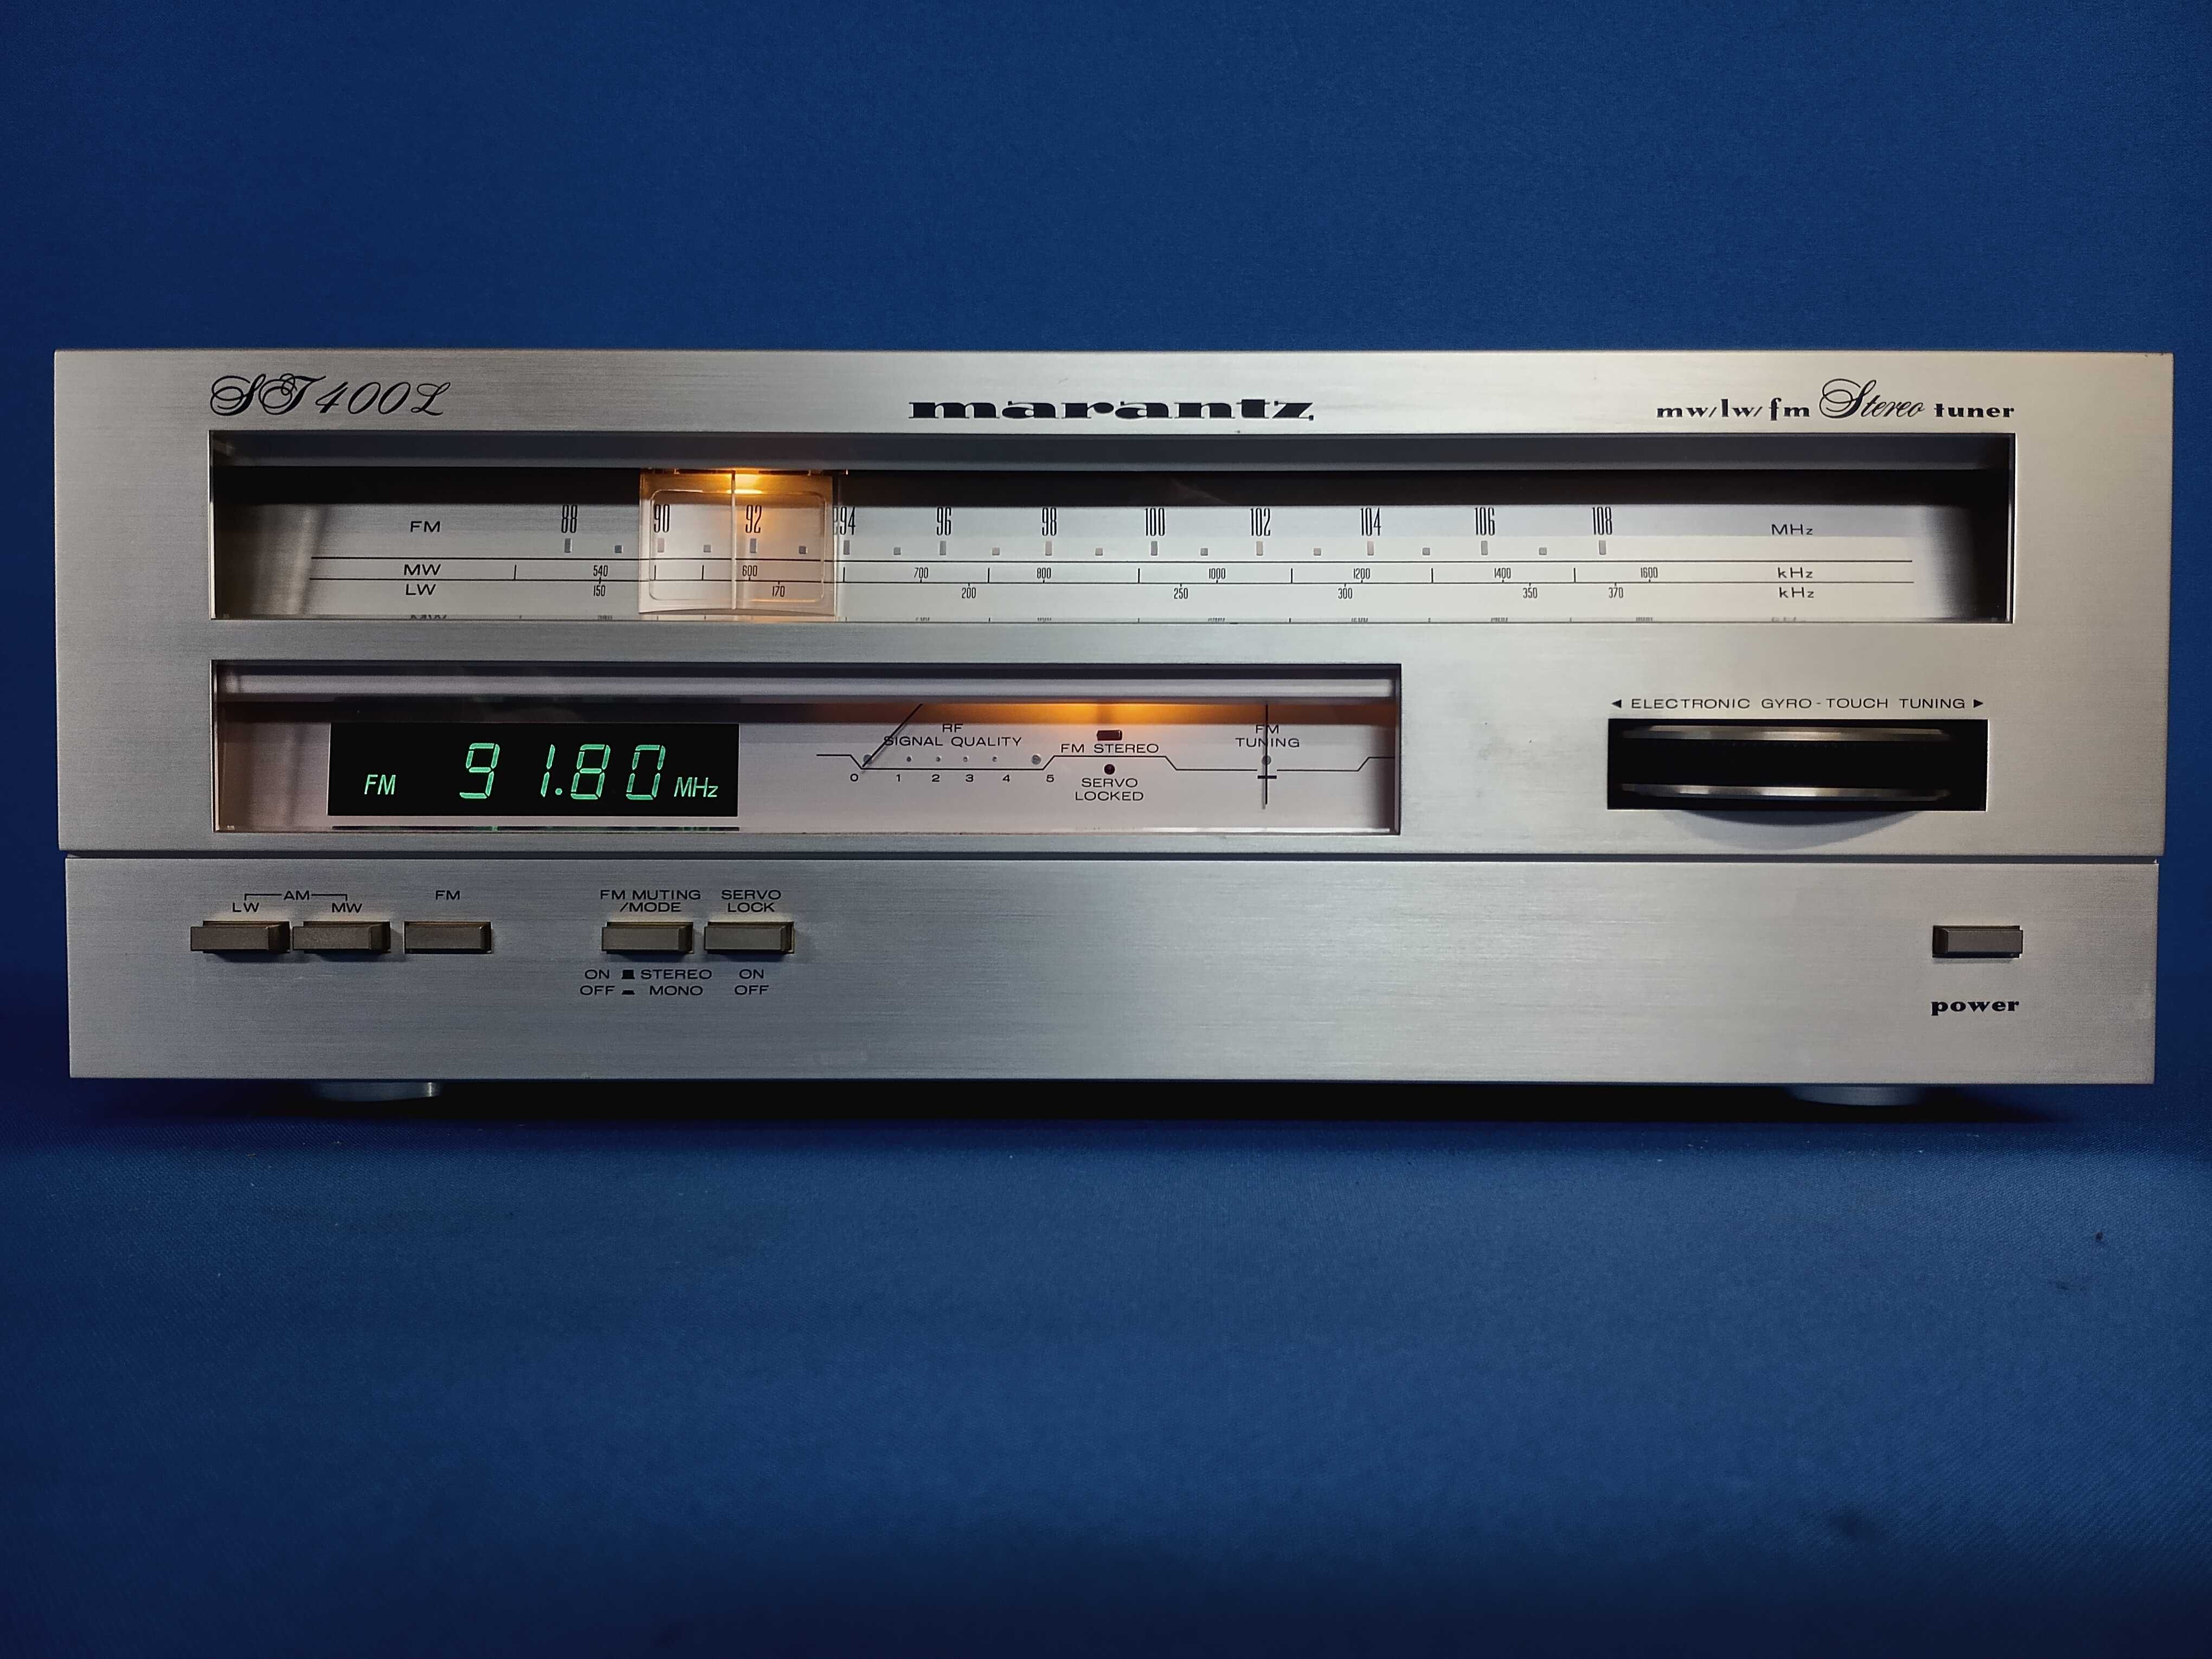 ST 400L
marantz
mw/lw/fm Stereo tuner
FM 88 90 92 94 96 98 100 102 104 106 108 MHz
MW 540 600 700 800 1000 1200 1400 1600 kHz
LW 150 170 200 250 300 350 370 kHz
◄ ELECTRONIC GYRO-TOUCH TUNING ►
FM 91.80 MHz
RF
SIGNAL QUALITY
0 1 2 3 4 5
FM STEREO
SERVO
LOCKED
FM
TUNING
AM
LW MW
FM
FM MUTING
/MODE
SERVO
LOCK
ON STEREO
OFF MONO
ON
OFF
power